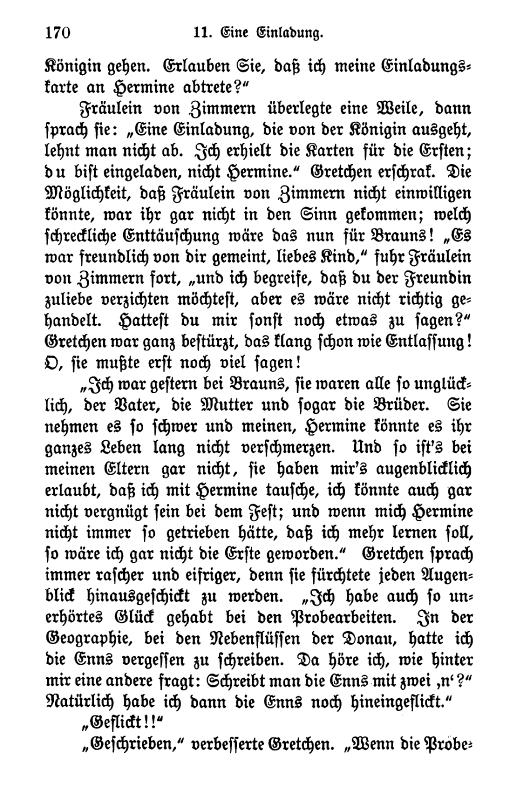 170 11. Eine Einladung.
Königin gehen. Erlauben Sie, daß ich meine Einladungs-
karte an Hermine abtrete?“
Fräulein von Zimmern überlegte eine Weile, dann
sprach sie: „Eine Einladung, die von der Königin ausgeht,
lehnt man nicht ab. Ich erhielt die Karten für die Ersten;
du bist eingeladen, nicht Hermine.“ Gretchen erschrak. Die
Möglichkeit, daß Fräulein von Zimmern nicht einwilligen
könnte, war ihr gar nicht in den Sinn gekommen; welch
schreckliche Enttäuschung wäre das nun für Brauns! „Es
war freundlich von dir gemeint, liebes Kind,“ fuhr Fräulein
von Zimmern fort, „und ich begreife, daß du der Freundin
zuliebe verzichten möchtest, aber es wäre nicht richtig ge-
handelt. Hattest du mir sonst noch etwas zu sagen?“
Gretchen war ganz bestürzt, das klang schon wie Entlassung!
O, sie mußte erst noch viel sagen!
„Ich war gestern bei Brauns, sie waren alle so unglück-
lich, der Vater, die Mutter und sogar die Brüder. Sie
nehmen es so schwer und meinen, Hermine könnte es ihr
ganzes Leben lang nicht verschmerzen. Und so ist's bei
meinen Eltern gar nicht, sie haben mir's augenblicklich
erlaubt, daß ich mit Hermine tausche, ich könnte auch gar
nicht vergnügt sein bei dem Fest; und wenn mich Hermine
nicht immer so getrieben hätte, daß ich mehr lernen soll,
so wäre ich gar nicht die Erste geworden.“ Gretchen sprach
immer rascher und eifriger, denn sie fürchtete jeden Augen-
blick hinausgeschickt zu werden. „Ich habe auch so un-
erhörtes Glück gehabt bei den Probearbeiten. In der
Geographie, bei den Nebenflüssen der Donau, hatte ich
die Enns vergessen zu schreiben. Da höre ich, wie hinter
mir eine andere fragt: Schreibt man die Enns mit zwei ‚n‘?“
Natürlich habe ich dann die Enns noch hineingeflickt.“
„Geflickt!!“
„Geschrieben,“ verbesserte Gretchen. „Wenn die Probe-